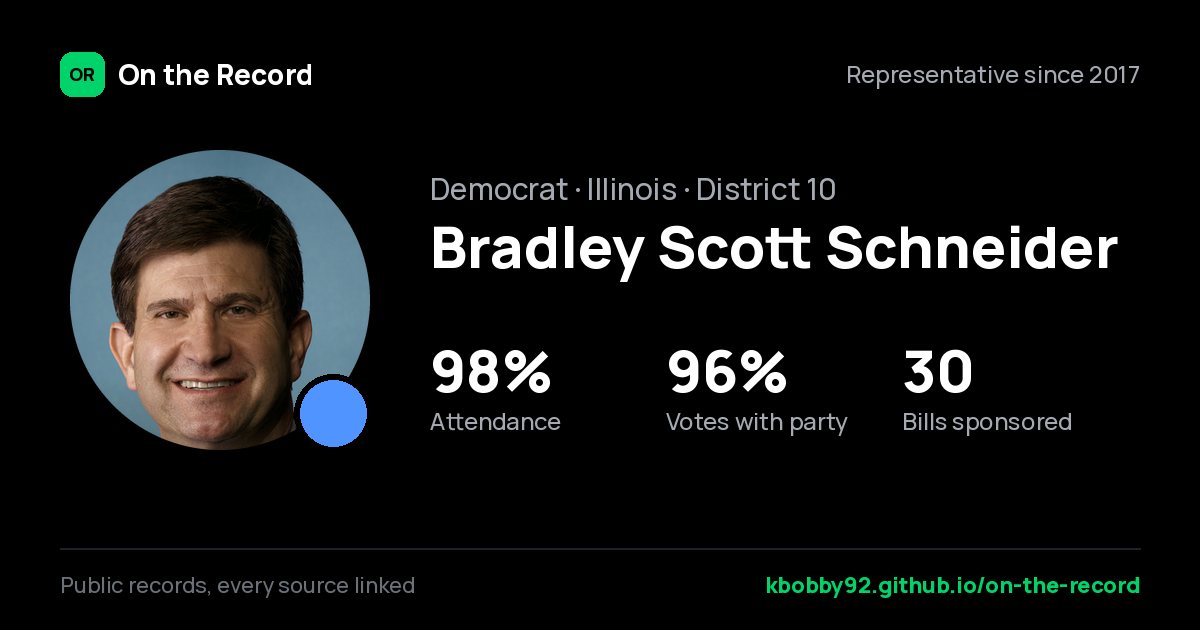 OR On the Record
Representative since 2017
Democrat · Illinois · District 10
Bradley Scott Schneider
98% 96% 30
Attendance Votes with party Bills sponsored
Public records, every source linked
kbobby92.github.io/on-the-record